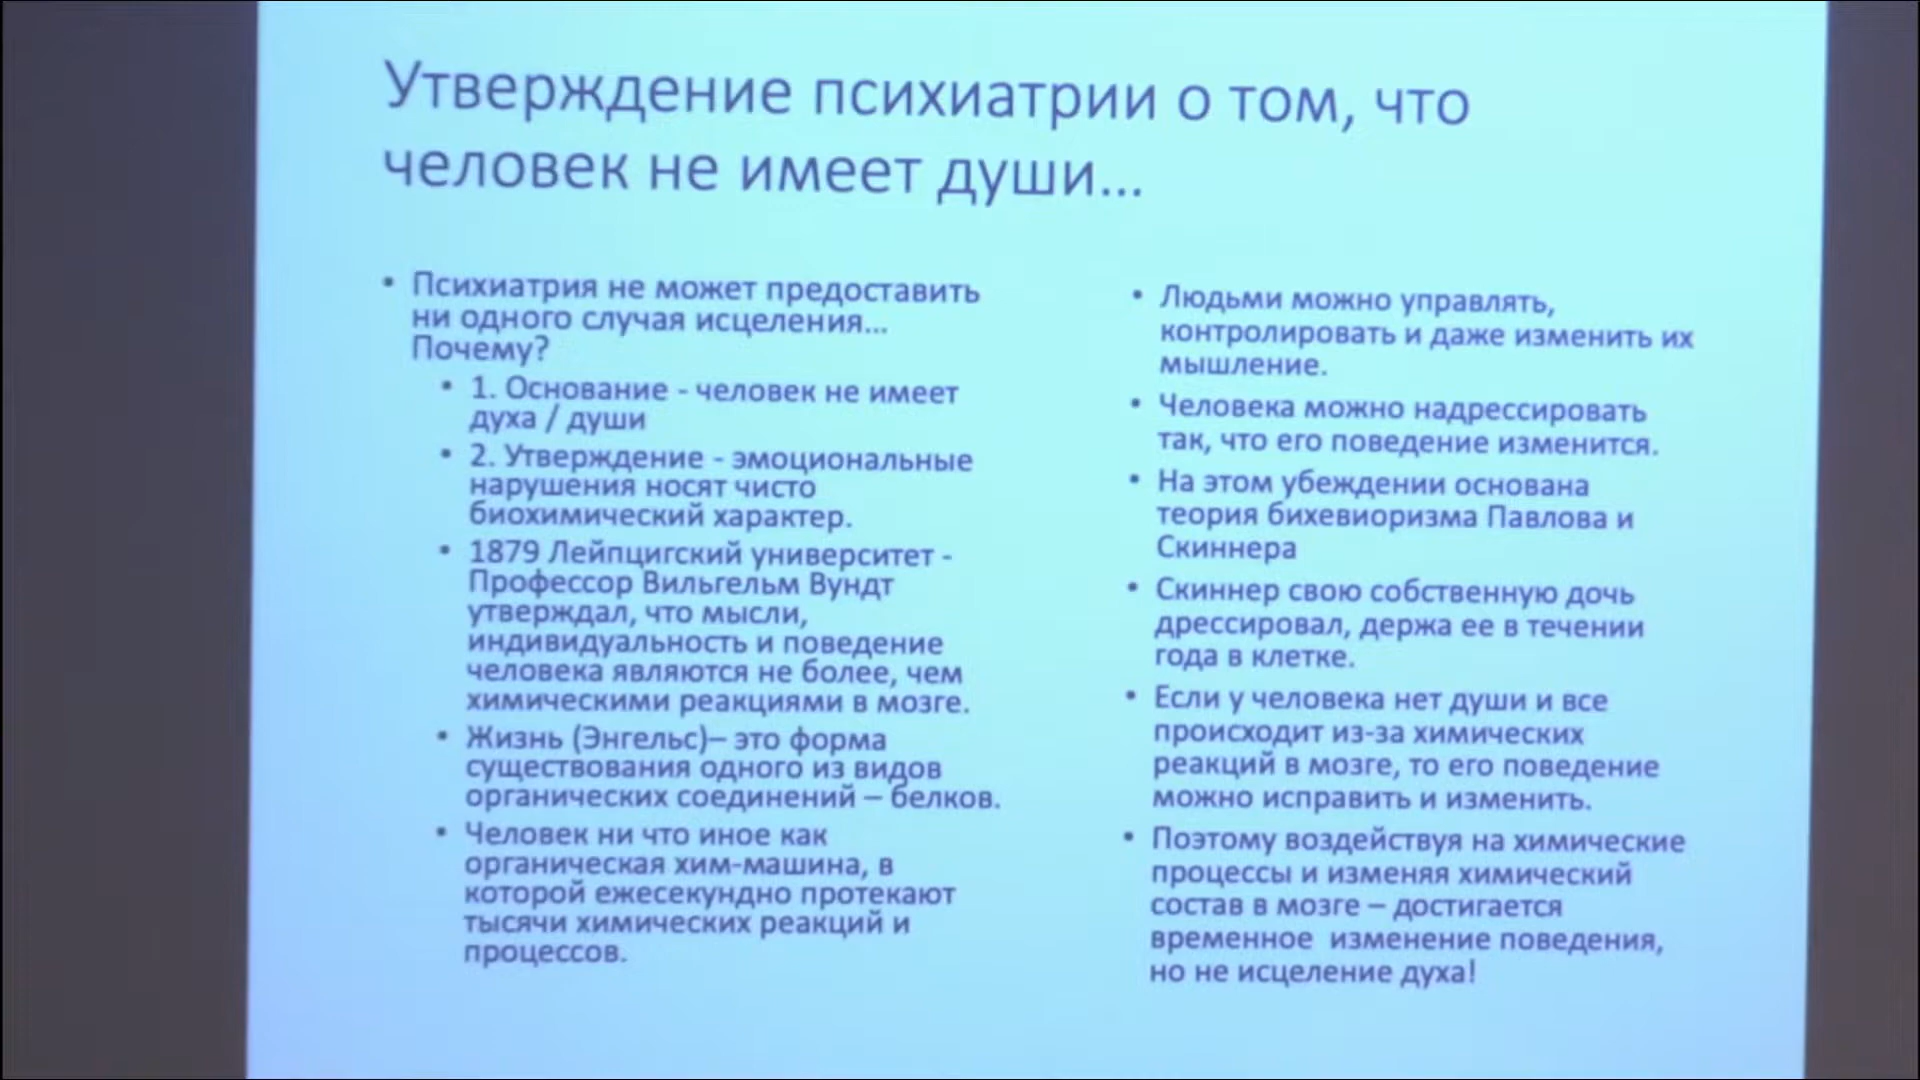 Утверждение психиатрии о том, что
человек не имеет души...
• Психиатрия не может предоставить
ни одного случая исцеления...
Почему?
• 1. Основание - человек не имеет
духа / души
• 2. Утверждение - эмоциональные
нарушения носят чисто
биохимический характер.
• 1879 Лейпцигский университет -
Профессор Вильгельм Вундт
утверждал, что мысли,
индивидуальность и поведение
человека являются не более, чем
химическими реакциями в мозге.
• Жизнь (Энгельс)– это форма
существования одного из видов
органических соединений – белков.
• Человек ни что иное как
органическая хим-машина, в
которой ежесекундно протекают
тысячи химических реакций и
процессов.
• Людьми можно управлять,
контролировать и даже изменить их
мышление.
• Человека можно надрессировать
так, что его поведение изменится.
• На этом убеждении основана
теория бихевиоризма Павлова и
Скиннера
• Скиннер свою собственную дочь
дрессировал, держа ее в течении
года в клетке.
• Если у человека нет души и все
происходит из-за химических
реакций в мозге, то его поведение
можно исправить и изменить.
• Поэтому воздействуя на химические
процессы и изменяя химический
состав в мозге – достигается
временное изменение поведения,
но не исцеление духа!